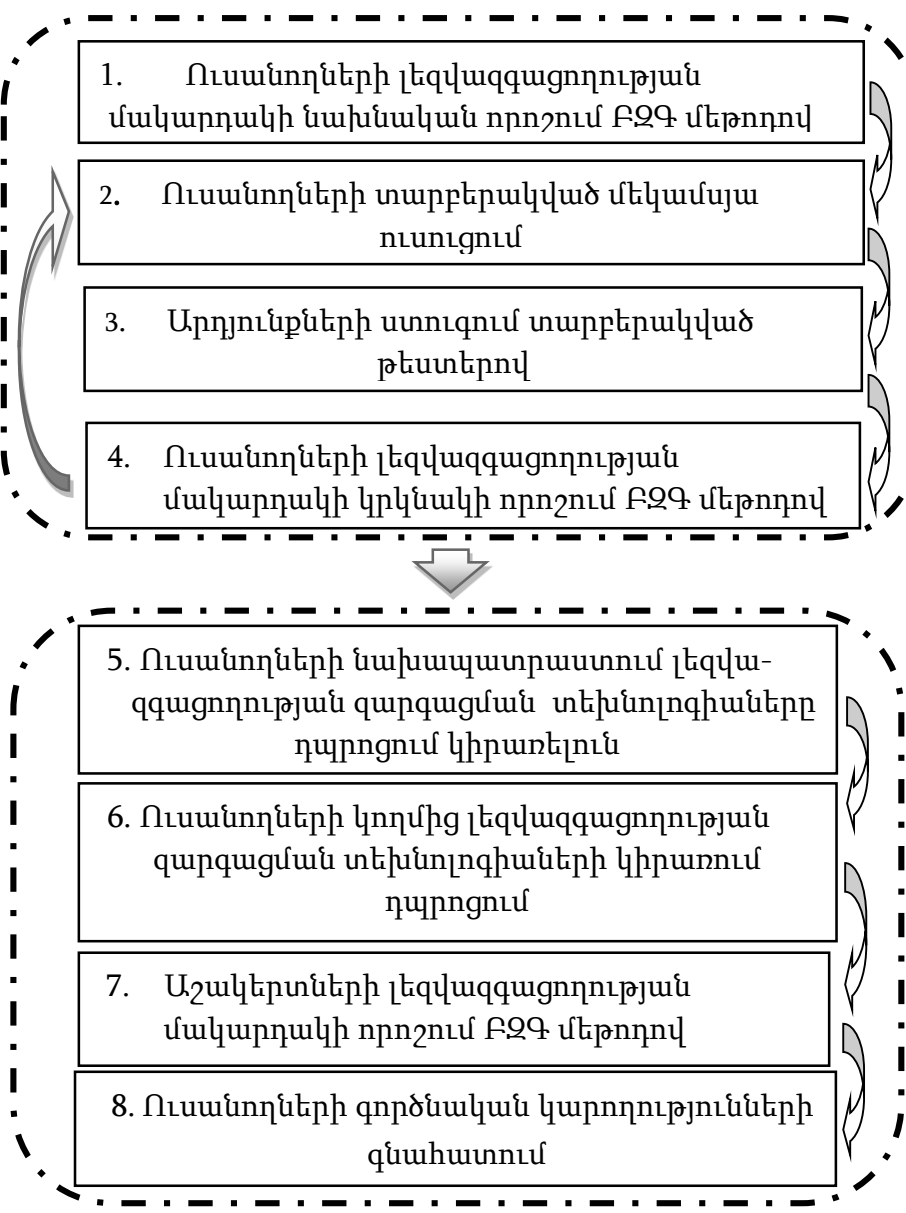 1. Ուսանողների լեզվազգացողության
մակարդակի նախնական որոշում ԲԶԳ մեթոդով
2. Ուսանողների տարբերակված մեկամսյա
ուսուցում
3. Արդյունքների ստուգում տարբերակված
թեստերով
4. Ուսանողների լեզվազգացողության
մակարդակի կրկնակի որոշում ԲԶԳ մեթոդով
5. Ուսանողների նախապատրաստում լեզվա-
զգացողության զարգացման տեխնոլոգիաները
դպրոցում կիրառելուն
6. Ուսանողների կողմից լեզվազգացողության
զարգացման տեխնոլոգիաների կիրառում
դպրոցում
7. Աշակերտների լեզվազգացողության
մակարդակի որոշում ԲԶԳ մեթոդով
8. Ուսանողների գործնական կարողությունների
գնահատում